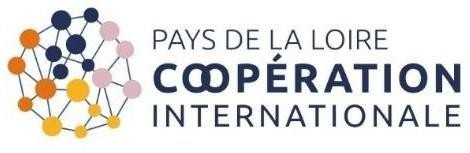 PAYS DE LA LOIRE
COOPÉRATION
INTERNATIONALE